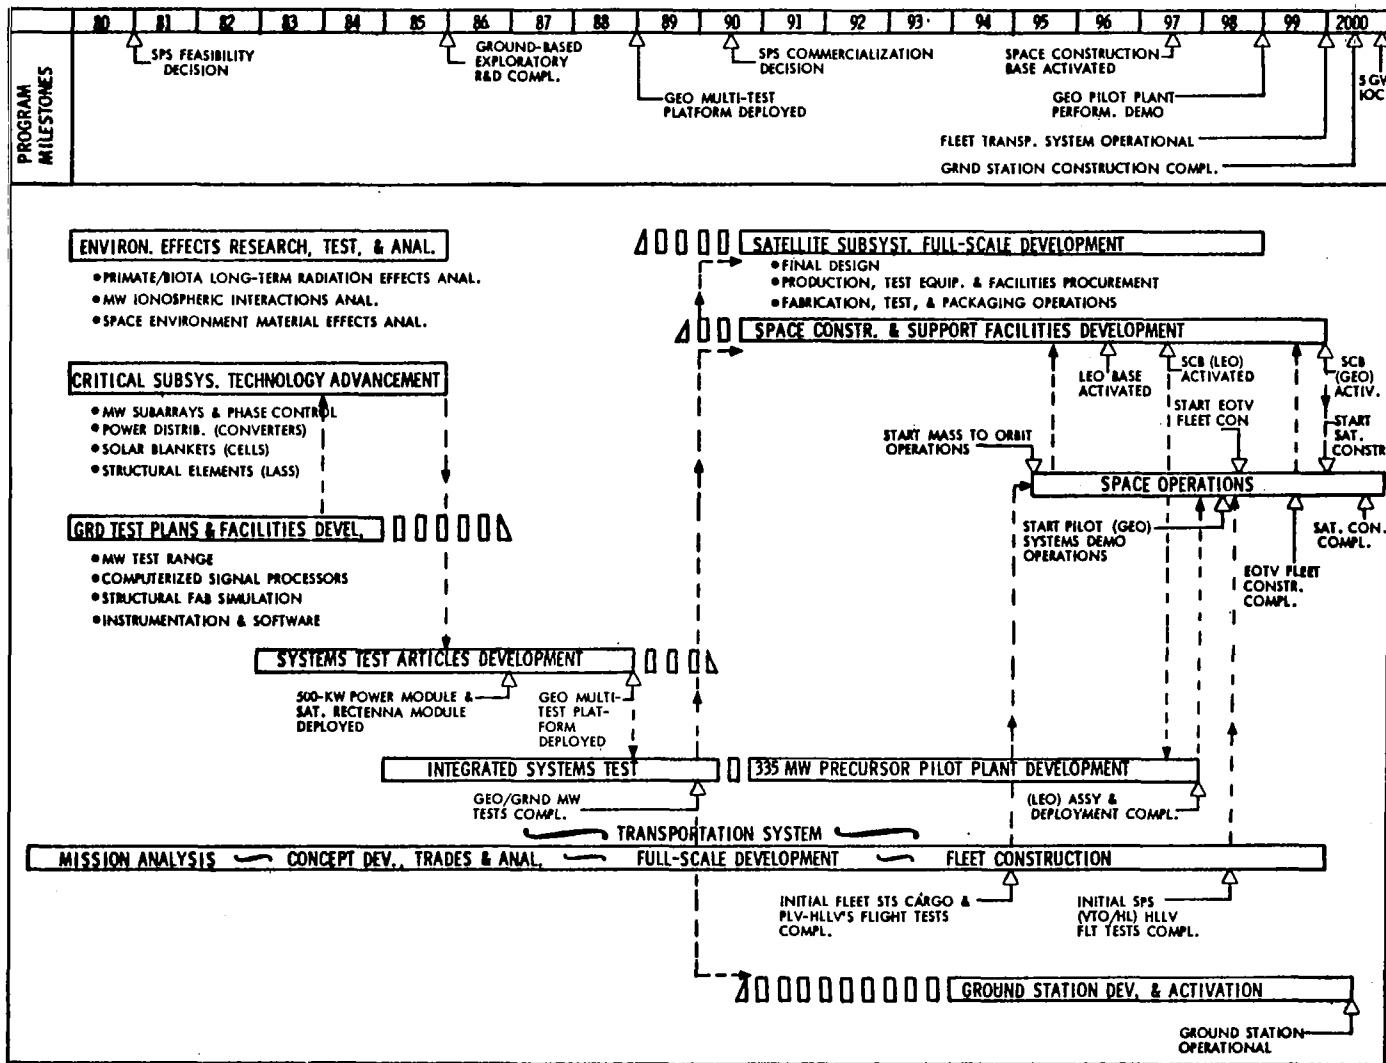 80 81 82 83 84 85 86 87 88 89 90 91 92 93 94 95 96 97 98 99 2000
PROGRAM
MILESTONES
SPS FEASIBILITY
DECISION
GROUND-BASED
EXPLORATORY
R&D COMPL.
GEO MULTI-TEST
PLATFORM DEPLOYED
SPS COMMERCIALIZATION
DECISION
SPACE CONSTRUCTION
BASE ACTIVATED
GEO PILOT PLANT
PERFORM. DEMO
FLEET TRANSP. SYSTEM OPERATIONAL
GRND STATION CONSTRUCTION COMPL.
5 GW
IOC
ENVIRON. EFFECTS RESEARCH, TEST, & ANAL.
•PRIMATE/BIOTA LONG-TERM RADIATION EFFECTS ANAL.
•MW IONOSPHERIC INTERACTIONS ANAL.
•SPACE ENVIRONMENT MATERIAL EFFECTS ANAL.
SATELLITE SUBSYST. FULL-SCALE DEVELOPMENT
•FINAL DESIGN
•PRODUCTION, TEST EQUIP. & FACILITIES PROCUREMENT
•FABRICATION, TEST, & PACKAGING OPERATIONS
SPACE CONSTR. & SUPPORT FACILITIES DEVELOPMENT
LEO BASE
ACTIVATED
SCB (LEO)
ACTIVATED
SCB
(GEO)
ACTIV.
CRITICAL SUBSYS. TECHNOLOGY ADVANCEMENT
•MW SUBARRAYS & PHASE CONTROL
•POWER DISTRIB. (CONVERTERS)
•SOLAR BLANKETS (CELLS)
•STRUCTURAL ELEMENTS (LASS)
START MASS TO ORBIT
OPERATIONS
START EOTV
FLEET CON
START
SAT.
CONSTR
SPACE OPERATIONS
START PILOT (GEO)
SYSTEMS DEMO
OPERATIONS
EOTV FLEET
CONSTR.
COMPL.
SAT. CON.
COMPL.
GRD TEST PLANS & FACILITIES DEVEL.
•MW TEST RANGE
•COMPUTERIZED SIGNAL PROCESSORS
•STRUCTURAL FAB SIMULATION
•INSTRUMENTATION & SOFTWARE
SYSTEMS TEST ARTICLES DEVELOPMENT
500-KW POWER MODULE &
SAT. RECTENNA MODULE
DEPLOYED
GEO MULTI-
TEST PLAT-
FORM
DEPLOYED
INTEGRATED SYSTEMS TEST
GEO/GRND MW
TESTS COMPL.
335 MW PRECURSOR PILOT PLANT DEVELOPMENT
(LEO) ASSY &
DEPLOYMENT COMPL.
TRANSPORTATION SYSTEM
MISSION ANALYSIS CONCEPT DEV., TRADES & ANAL. FULL-SCALE DEVELOPMENT FLEET CONSTRUCTION
INITIAL FLEET STS CARGO &
PLV-HLLV'S FLIGHT TESTS
COMPL.
INITIAL SPS
(VTO/HL) HLLV
FLT TESTS COMPL.
GROUND STATION DEV. & ACTIVATION
GROUND STATION
OPERATIONAL